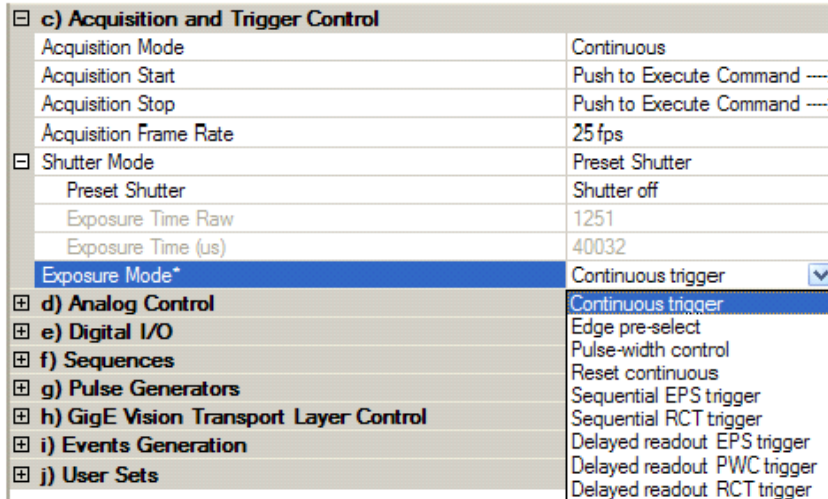 c) Acquisition and Trigger Control
Acquisition Mode Continuous
Acquisition Start Push to Execute Command ----
Acquisition Stop Push to Execute Command ----
Acquisition Frame Rate 25 fps
Shutter Mode Preset Shutter
Preset Shutter Shutter off
Exposure Time Raw 1251
Exposure Time (us) 40032
Exposure Mode* Continuous trigger
d) Analog Control
e) Digital I/O
f) Sequences
g) Pulse Generators
h) GigE Vision Transport Layer Control
i) Events Generation
j) User Sets
Continuous trigger
Edge pre-select
Pulse-width control
Reset continuous
Sequential EPS trigger
Sequential RCT trigger
Delayed readout EPS trigger
Delayed readout PWC trigger
Delayed readout RCT trigger